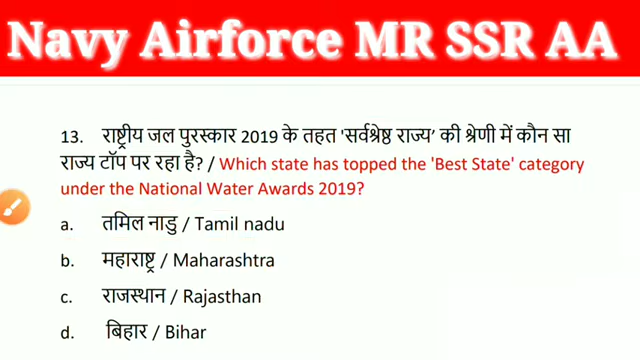 Navy Airforce MR SSR AA
13. राष्ट्रीय जल पुरस्कार 2019 के तहत 'सर्वश्रेष्ठ राज्य’ की श्रेणी में कौन सा
राज्य टॉप पर रहा है? / Which state has topped the 'Best State' category
under the National Water Awards 2019?
a. तमिल नाडु / Tamil nadu
b. महाराष्ट्र / Maharashtra
c. राजस्थान / Rajasthan
d. बिहार / Bihar